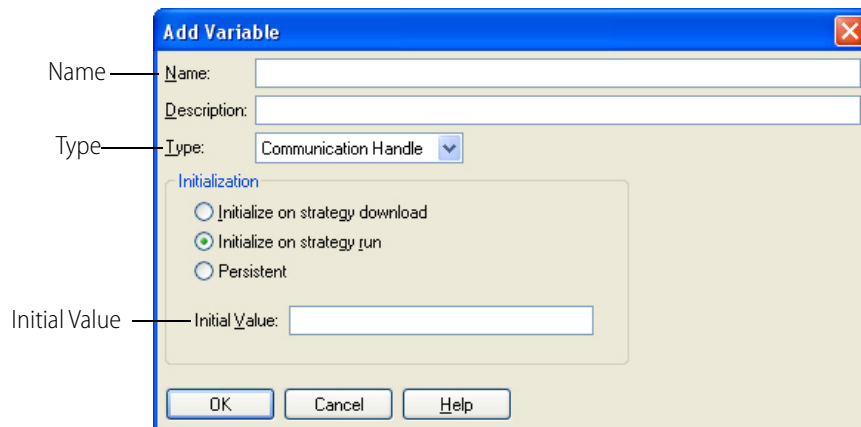 Add Variable
Name Name:
Description:
Type Type: Communication Handle
Initialization
Initialize on strategy download
Initialize on strategy run
Persistent
Initial Value Initial Value:
OK Cancel Help